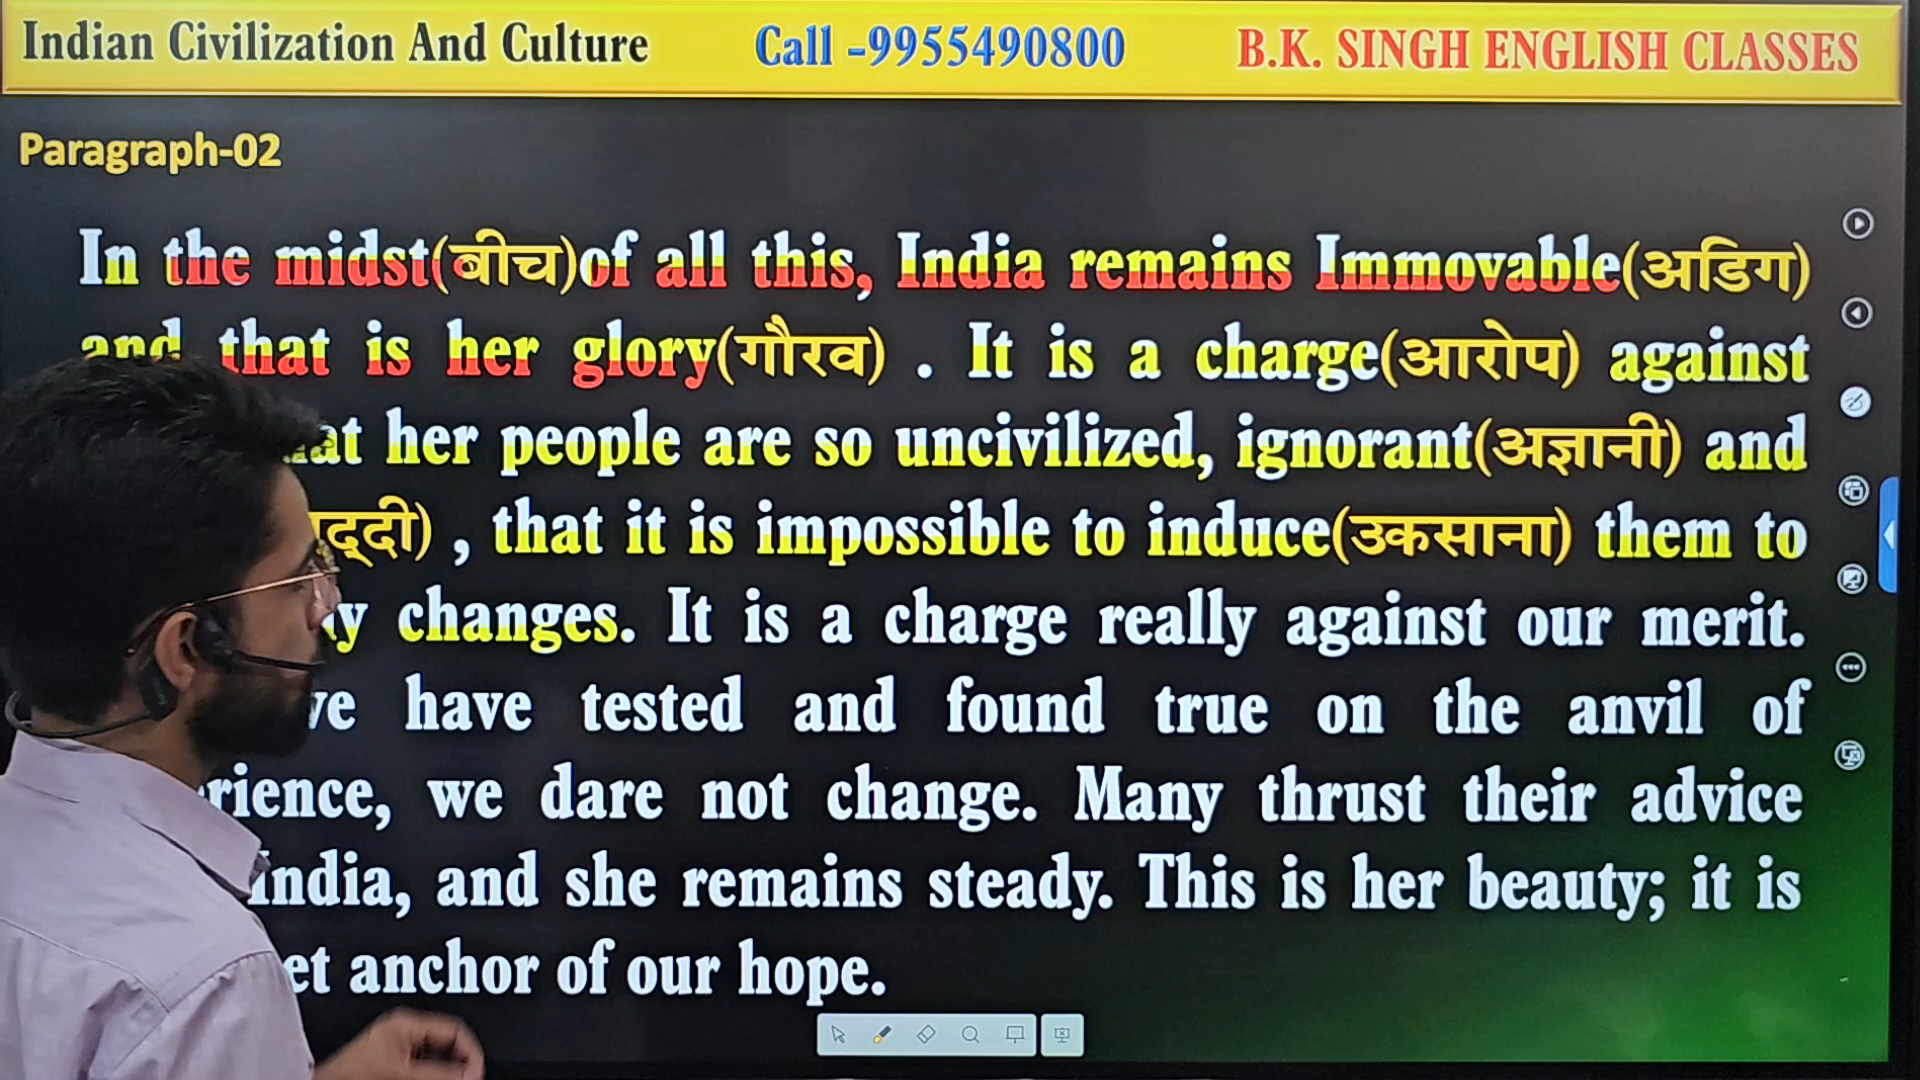 Indian Civilization And Culture Call -9955490800 B.K. SINGH ENGLISH CLASSES
Paragraph-02
In the midst(बीच)of all this, India remains Immovable(अडिग)
and that is her glory(गौरव) . It is a charge(आरोप) against
her people are so uncivilized, ignorant(अज्ञानी) and
, that it is impossible to induce(उकसाना) them to
changes. It is a charge really against our merit.
have tested and found true on the anvil of
we dare not change. Many thrust their advice
India, and she remains steady. This is her beauty; it is
anchor of our hope.